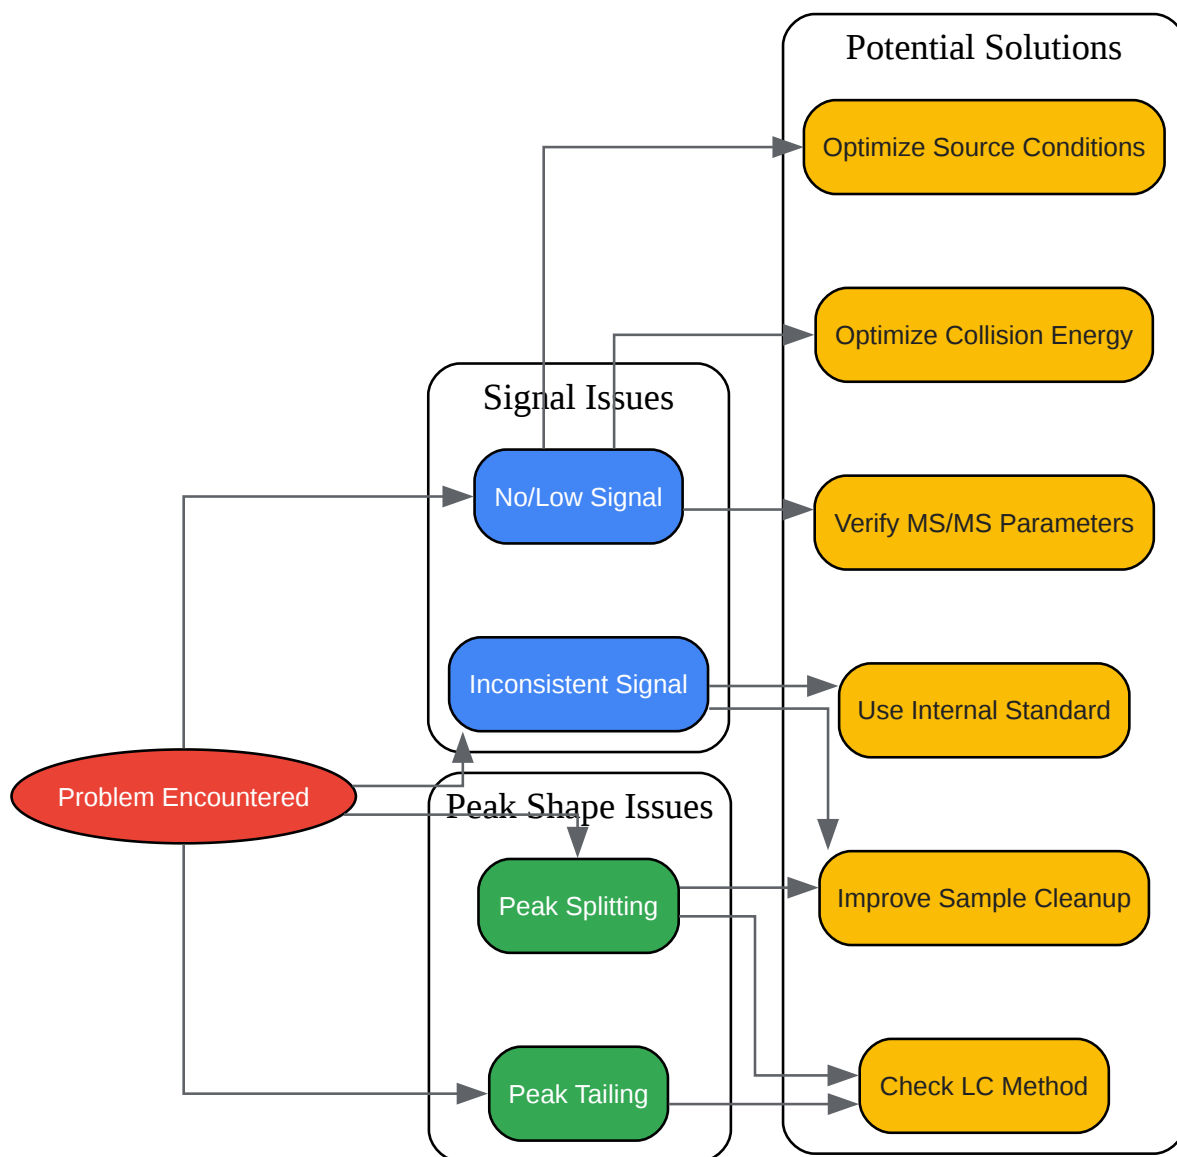 Potential Solutions
Optimize Source Conditions
Optimize Collision Energy
Signal Issues
No/Low Signal
Verify MS/MS Parameters
Inconsistent Signal
Use Internal Standard
Problem Encountered
Peak Shape Issues
Peak Splitting
Improve Sample Cleanup
Peak Tailing
Check LC Method